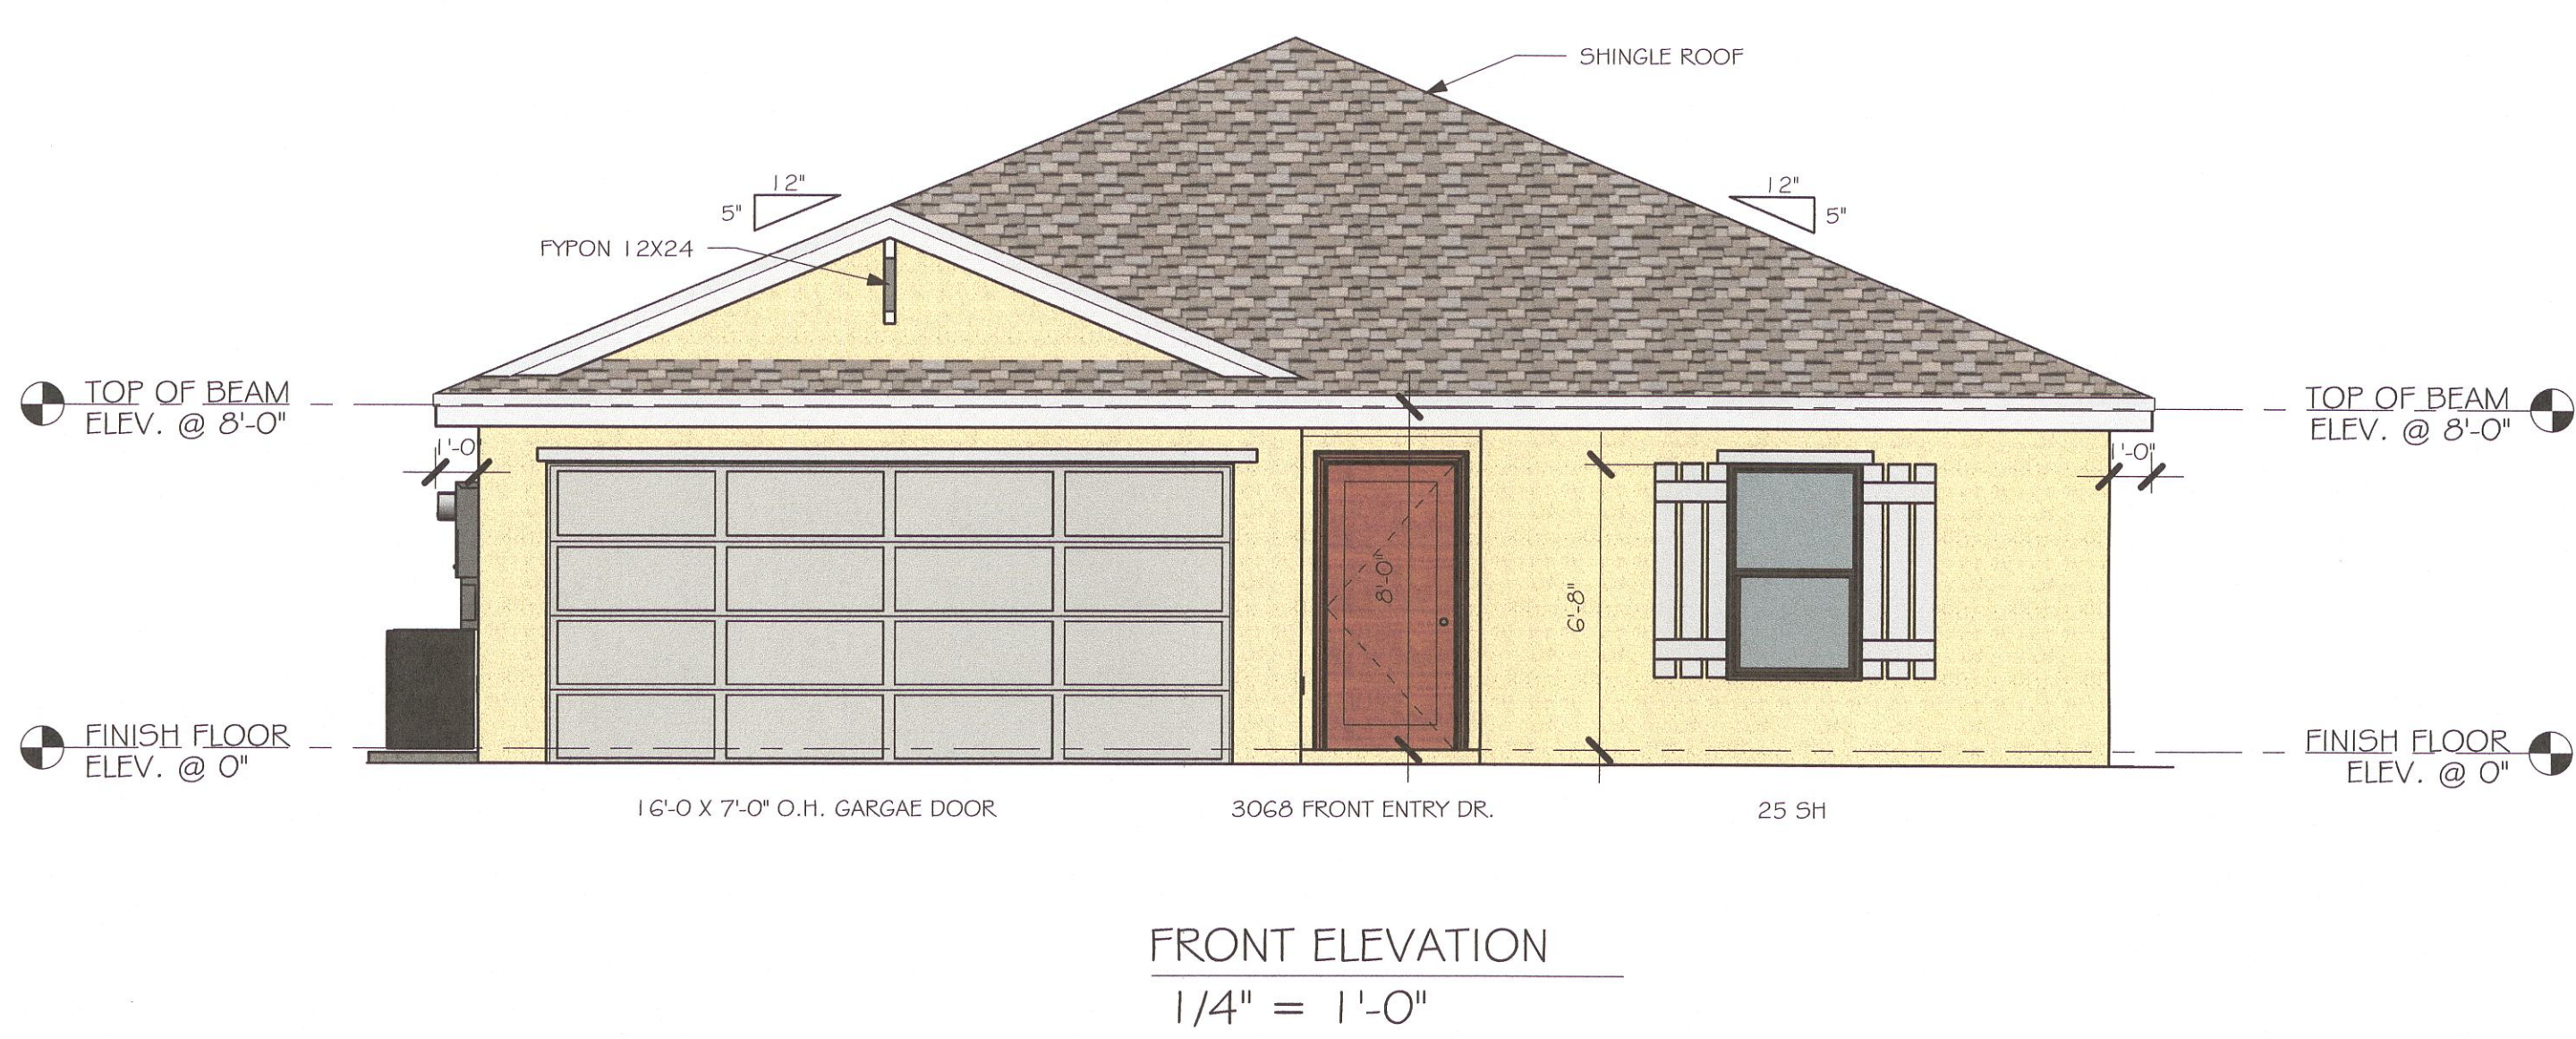 SHINGLE ROOF
12"
5"
12"
5"
FYPON 12X24
TOP OF BEAM
ELEV. @ 8'-0"
TOP OF BEAM
ELEV. @ 8'-0"
1'-0"
1'-0"
8'-0"
6'-8"
FINISH FLOOR
ELEV. @ 0"
FINISH FLOOR
ELEV. @ 0"
16'-0 X 7'-0" O.H. GARGAE DOOR
3068 FRONT ENTRY DR.
25 SH
FRONT ELEVATION
1/4" = 1'-0"